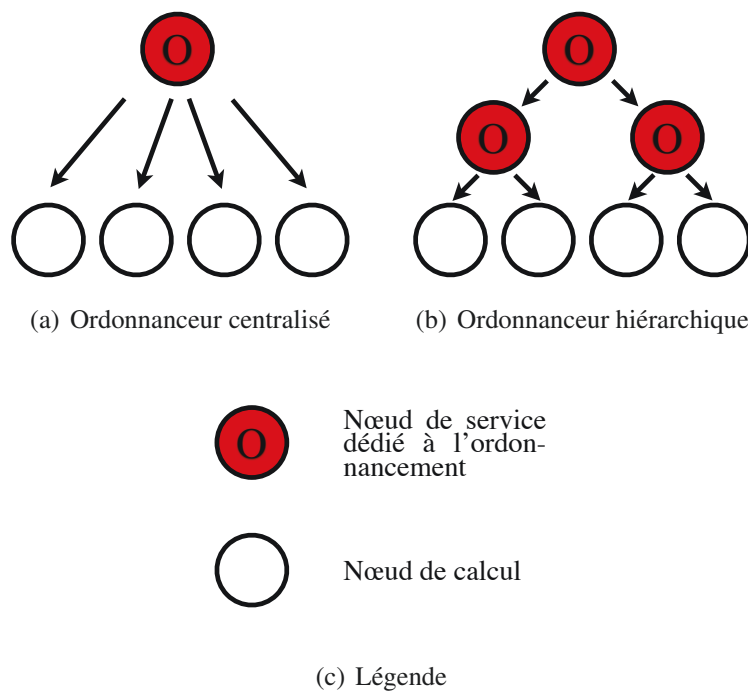 O
O
O O
(a) Ordonnanceur centralisé
(b) Ordonnanceur hiérarchique
O
Nœud de service
dédié à l'ordon-
nancement
Nœud de calcul
(c) Légende